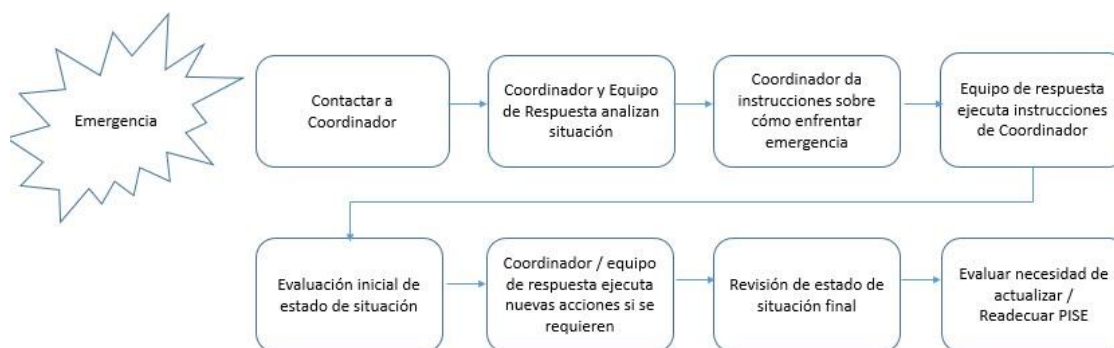 Emergencia
Contactar a
Coordinador
Coordinador y Equipo
de Respuesta analizan
situación
Coordinador da
instrucciones sobre
cómo enfrentar
emergencia
Equipo de respuesta
ejecuta instrucciones
de Coordinador
Evaluación inicial de
estado de situación
Coordinador / equipo
de respuesta ejecuta
nuevas acciones si se
requieren
Revisión de estado de
situación final
Evaluar necesidad de
actualizar /
Readecuar PISE